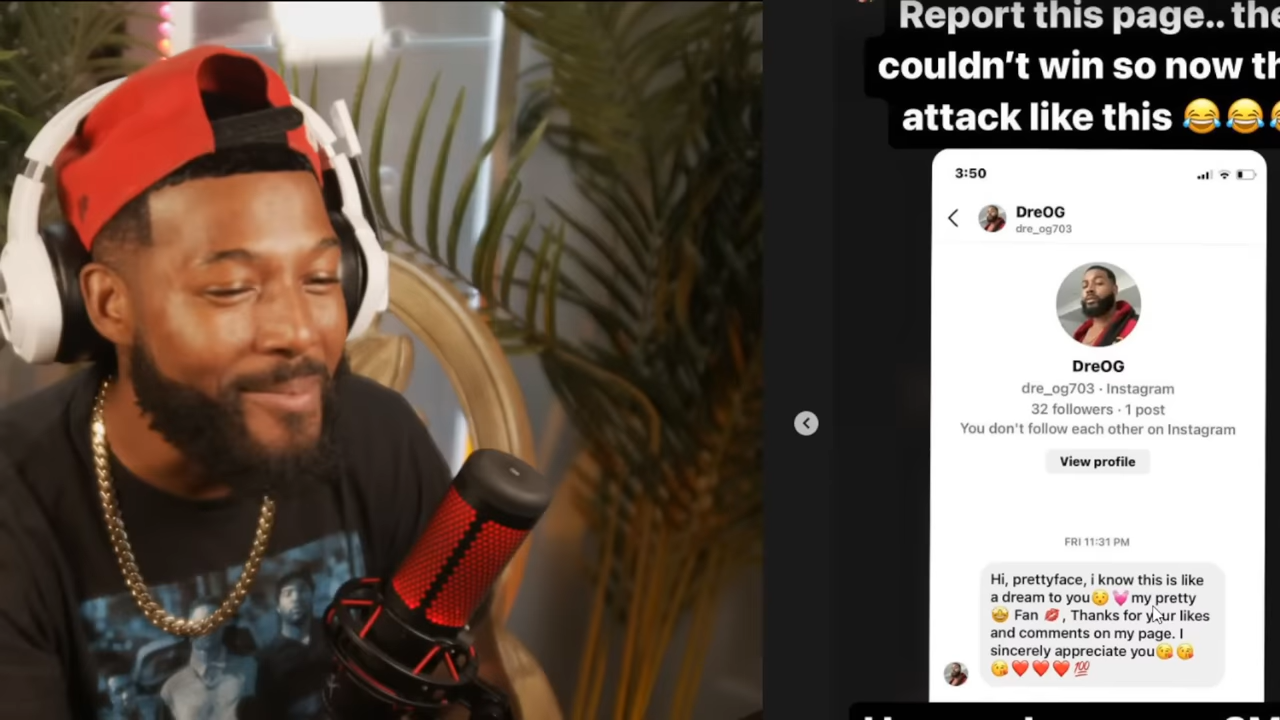 Report this page.. the
couldn't win so now th
attack like this 😂😂😂
3:50
DreOG
dre_og703
DreOG
dre_og703 · Instagram
32 followers · 1 post
You don't follow each other on Instagram
View profile
FRI 11:31 PM
Hi, prettyface, i know this is like
a dream to you😥💓my pretty
🤩 Fan 💋, Thanks for your likes
and comments on my page. I
sincerely appreciate you😘😘
😘❤️❤️❤️💯